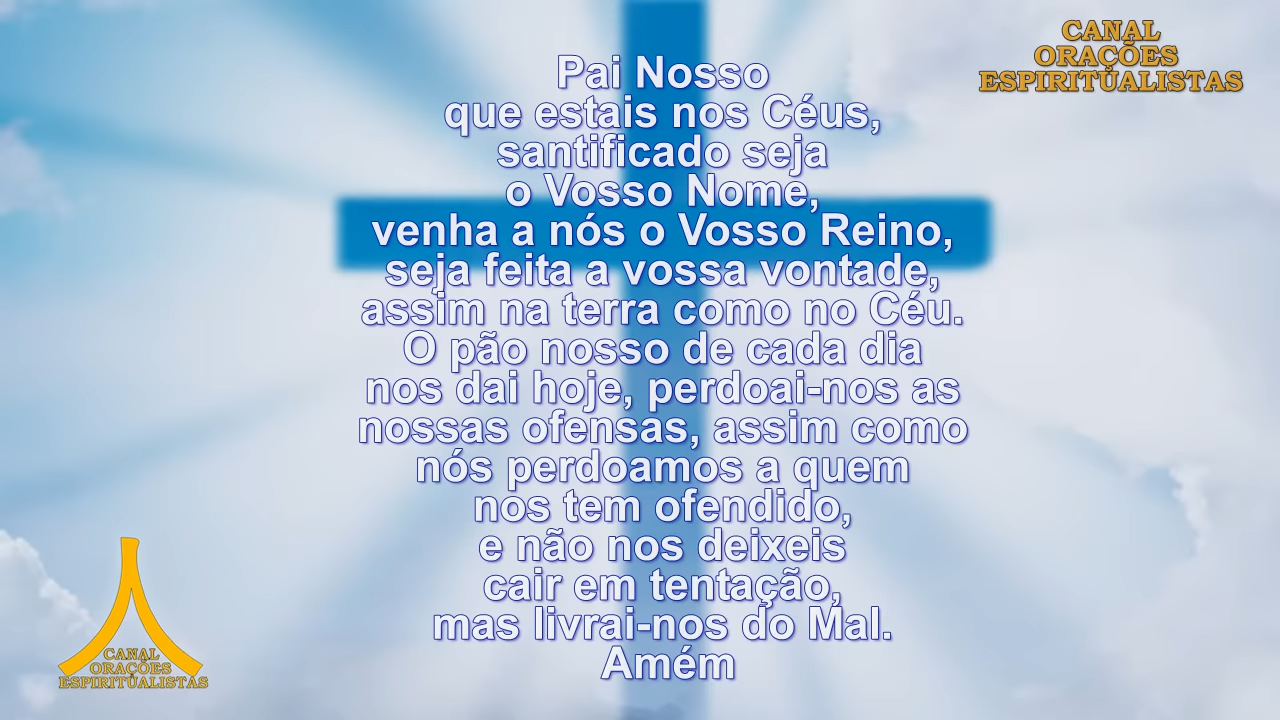 CANAL
ORAÇÕES
ESPIRITUALISTAS
Pai Nosso
que estais nos Céus,
santificado seja
o Vosso Nome,
venha a nós o Vosso Reino,
seja feita a vossa vontade,
assim na terra como no Céu.
O pão nosso de cada dia
nos dai hoje, perdoai-nos as
nossas ofensas, assim como
nós perdoamos a quem
nos tem ofendido,
e não nos deixeis
cair em tentação,
mas livrai-nos do Mal.
Amém
CANAL
ORAÇÕES
ESPIRITUALISTAS